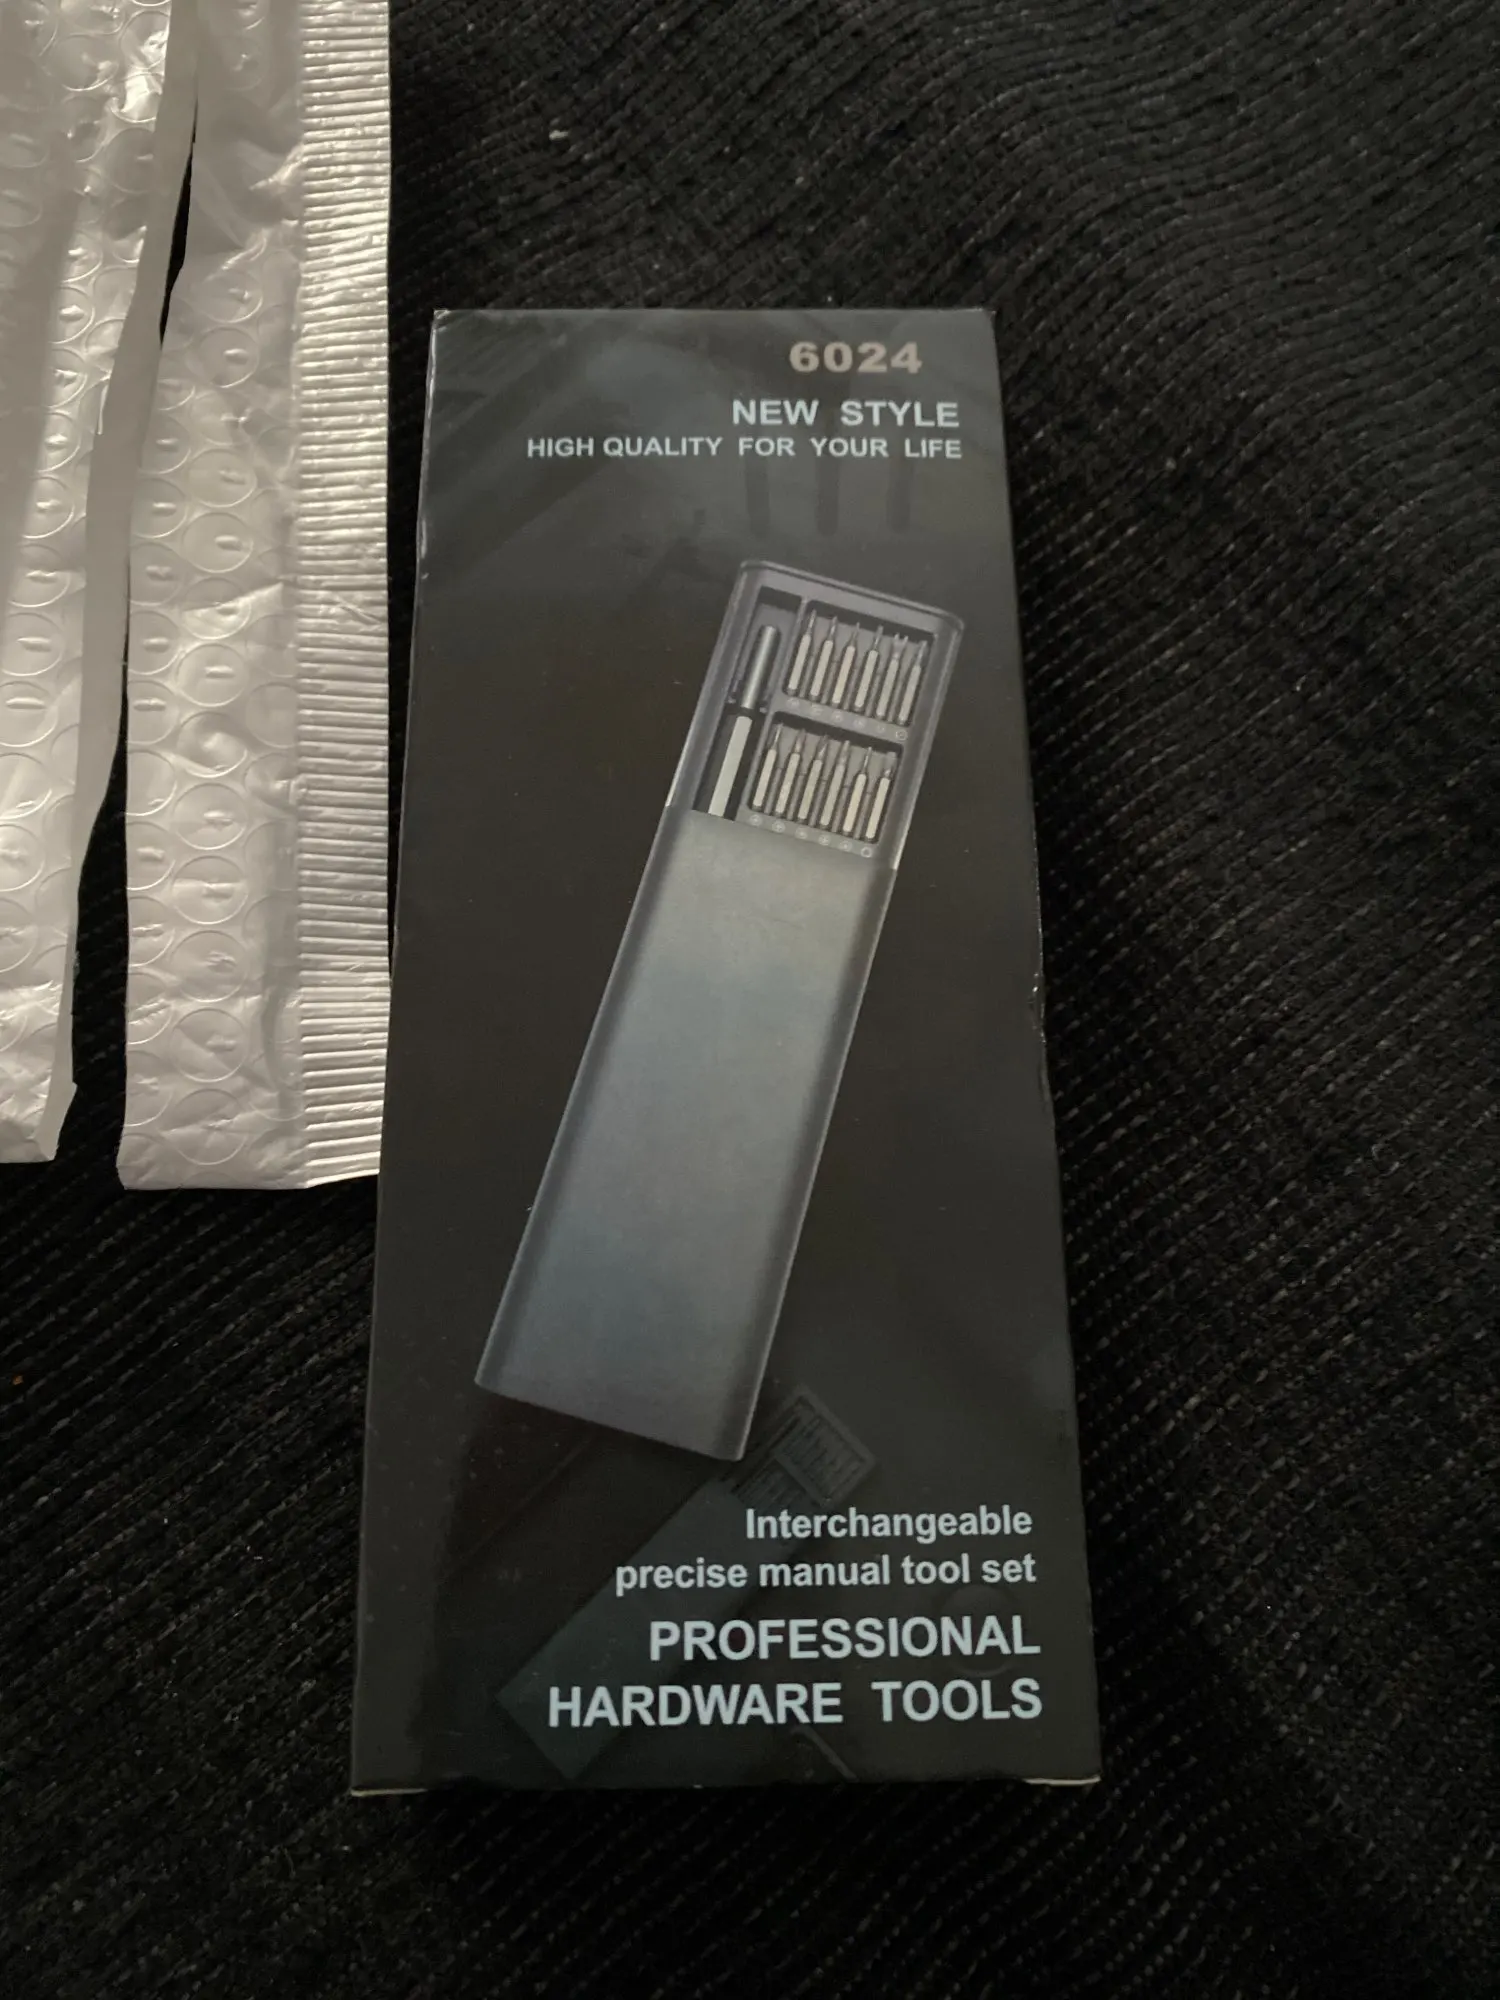 6024
NEW STYLE
HIGH QUALITY FOR YOUR LIFE
Interchangeable
precise manual tool set
PROFESSIONAL
HARDWARE TOOLS